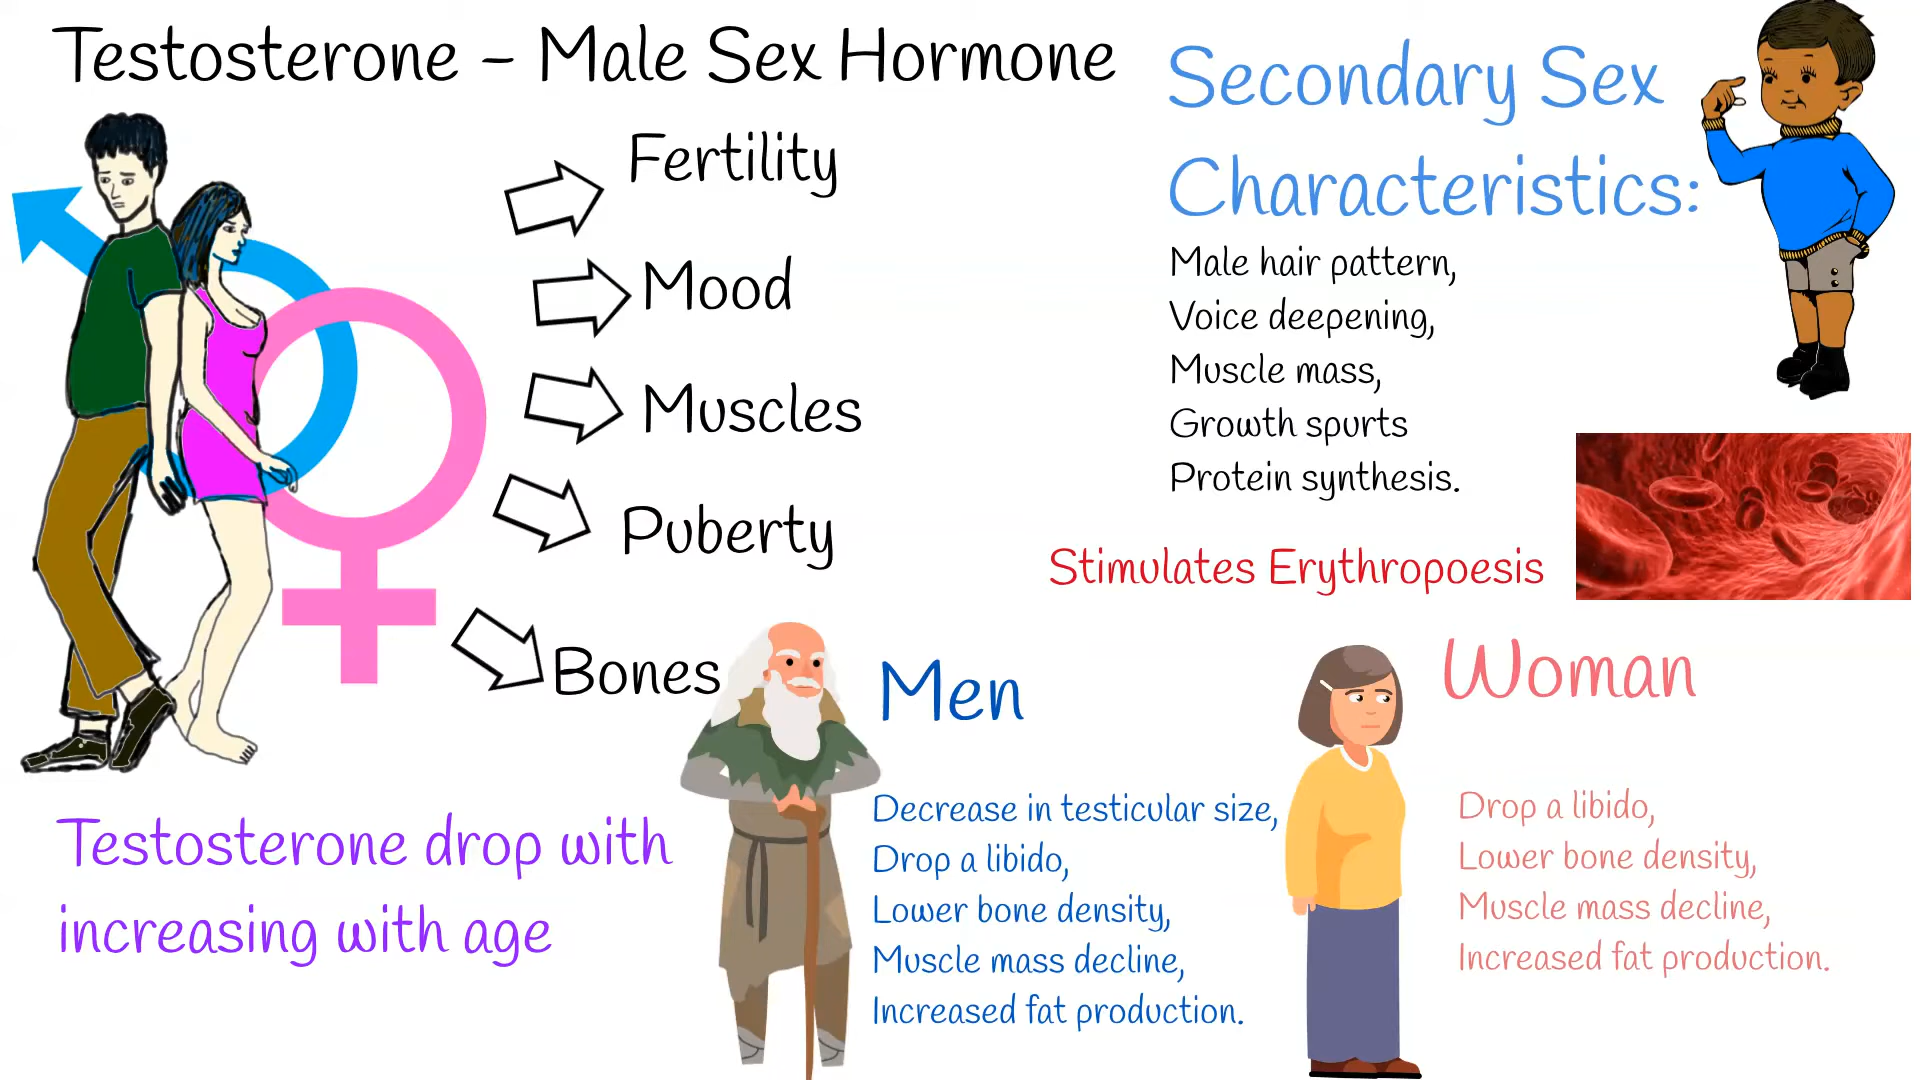 Testosterone - Male Sex Hormone
Fertility
Mood
Muscles
Puberty
Bones
Secondary Sex
Characteristics:
Male hair pattern,
Voice deepening,
Muscle mass,
Growth spurts
Protein synthesis.
Stimulates Erythropoesis
Testosterone drop with
increasing with age
Men
Decrease in testicular size,
Drop a libido,
Lower bone density,
Muscle mass decline,
Increased fat production.
Woman
Drop a libido,
Lower bone density,
Muscle mass decline,
Increased fat production.